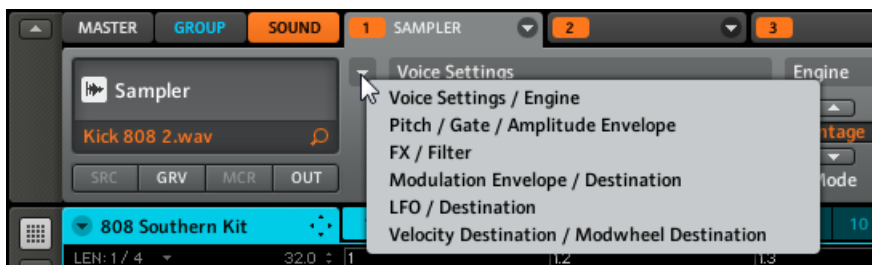 MASTER GROUP SOUND 1 SAMPLER 2 3
Voice Settings Engine
Sampler
Kick 808 2.wav
SRC GRV MCR OUT
Voice Settings / Engine
Pitch / Gate / Amplitude Envelope
FX / Filter
Modulation Envelope / Destination
LFO / Destination
Velocity Destination / Modwheel Destination
808 Southern Kit 10
LEN: 1 / 4 32.0 1 1.2 1.3